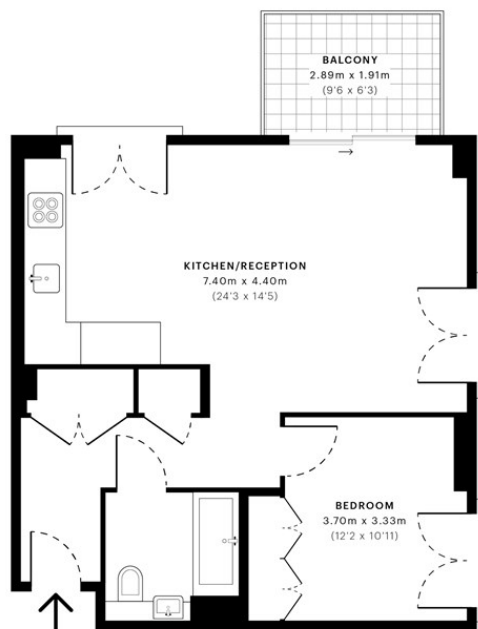 BALCONY
2.89m x 1.91m
(9'6 x 6'3)
KITCHEN/RECEPTION
7.40m x 4.40m
(24'3 x 14'5)
BEDROOM
3.70m x 3.33m
(12'2 x 10'11)